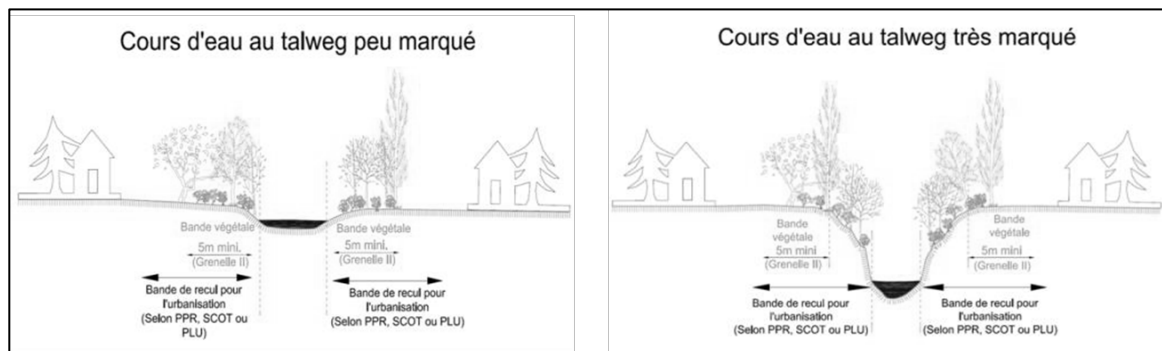 Cours d'eau au talweg peu marqué
Bande végétale
5m mini.
(Grenelle II)
Bande végétale
5m mini.
(Grenelle II)
Bande de recul pour
l'urbanisation
(Selon PPR, SCOT ou
PLU)
Bande de recul pour
l'urbanisation
(Selon PPR, SCOT ou PLU)
Cours d'eau au talweg très marqué
Bande
végétale
5m mini
(Grenelle II)
Bande
végétale
5m mini
(Grenelle II)
Bande de recul pour
l'urbanisation
(Selon PPR, SCOT ou PLU)
Bande de recul pour
l'urbanisation
(Selon PPR, SCOT ou PLU)